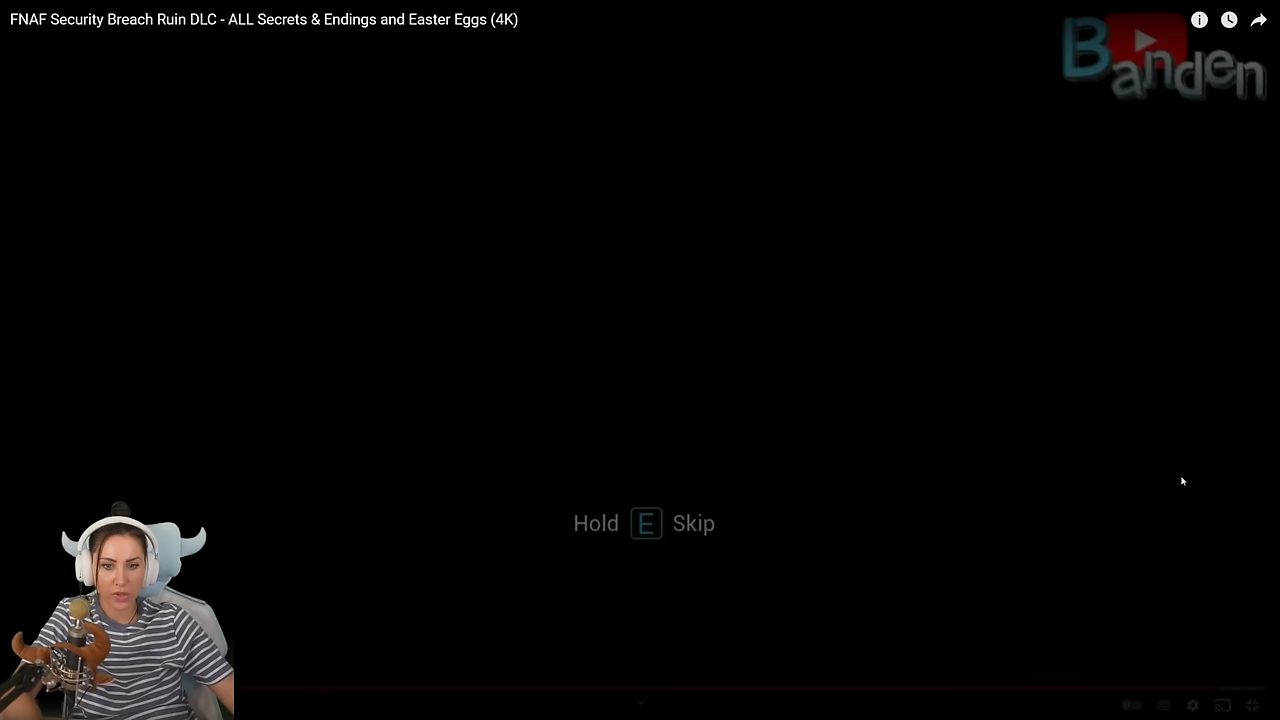 FNAF Security Breach Ruin DLC - ALL Secrets & Endings and Easter Eggs (4K)
Banden
Hold E Skip